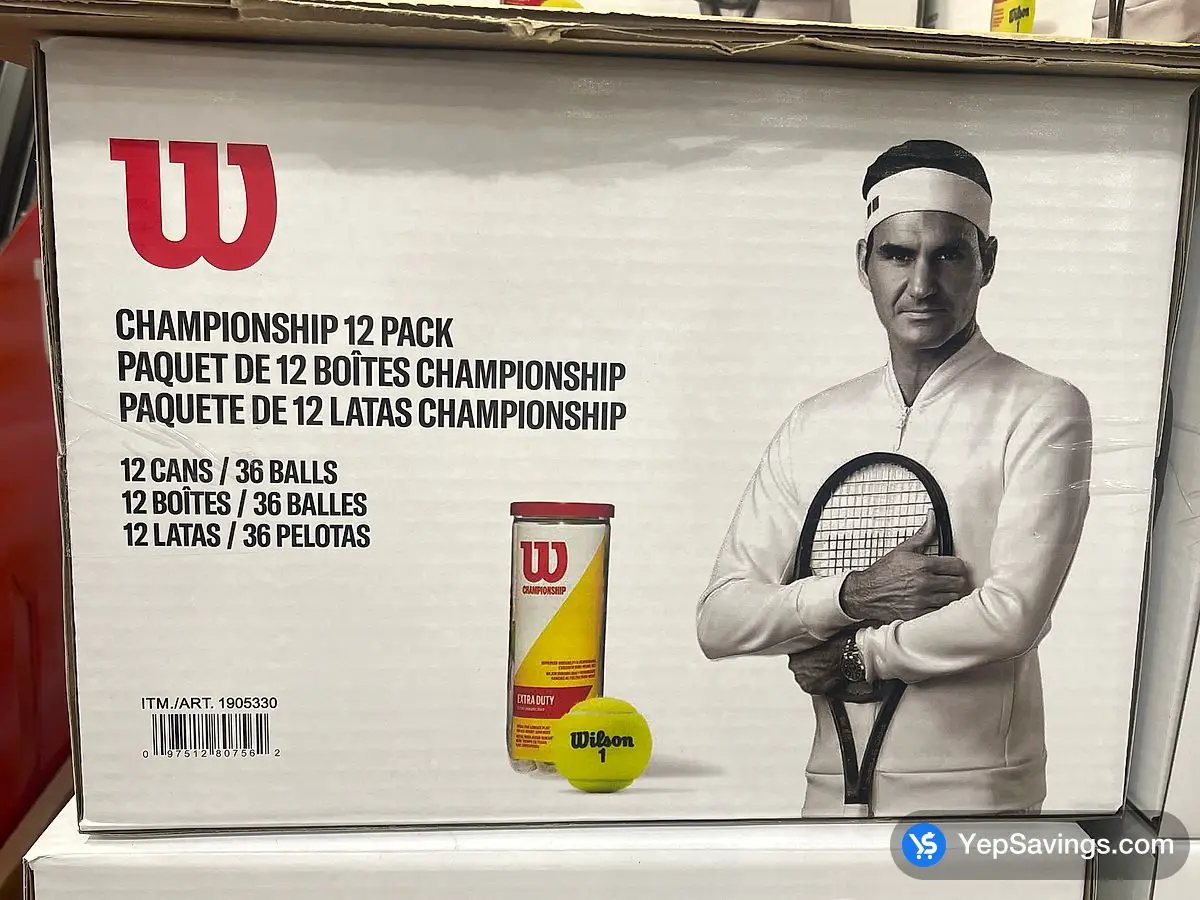 Wilson
W
CHAMPIONSHIP 12 PACK
PAQUET DE 12 BOÎTES CHAMPIONSHIP
PAQUETE DE 12 LATAS CHAMPIONSHIP
12 CANS / 36 BALLS
12 BOÎTES / 36 BALLES
12 LATAS / 36 PELOTAS
W
CHAMPIONSHIP
EXTRA DUTY
Wilson
1
ITM./ART. 1905330
0 97512 80756 2
YepSavings.com